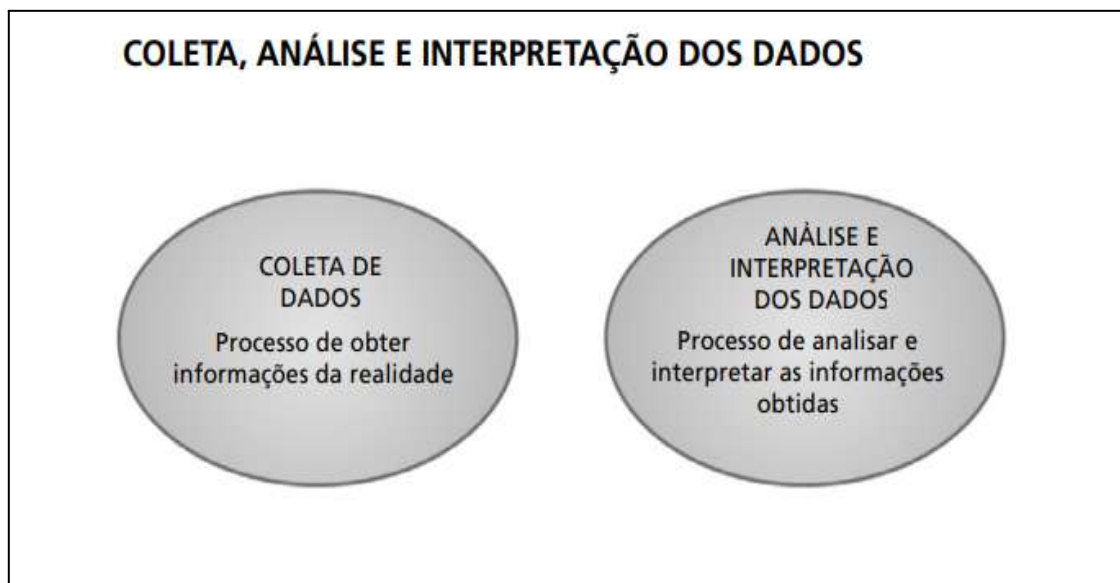 COLETA, ANÁLISE E INTERPRETAÇÃO DOS DADOS
COLETA DE
DADOS
Processo de obter
informações da realidade
ANÀLISE E
INTERPRETAÇÃO
DOS DADOS
Processo de analisar e
interpretar as informações
obtidas